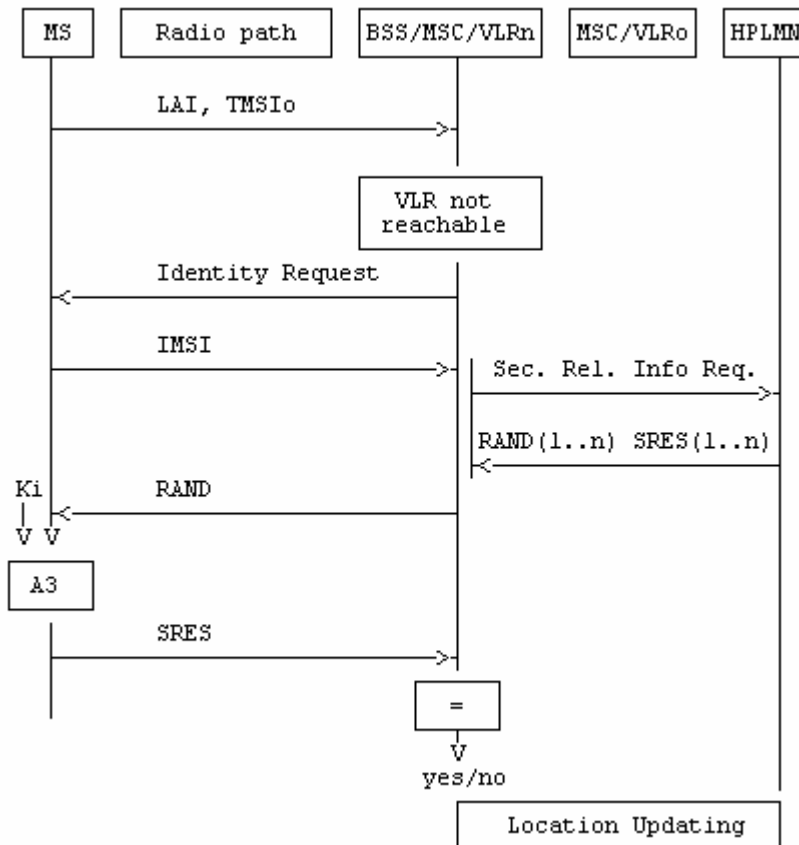 MS
Radio path
BSS/MSC/VLRn
MSC/VLRo
HPLMN
LAI, TMSIo
VLR not
reachable
Identity Request
IMSI
Sec. Rel. Info Req.
RAND(1..n) SRES(1..n)
Ki
RAND
V V
A3
SRES
=
V
yes/no
Location Updating